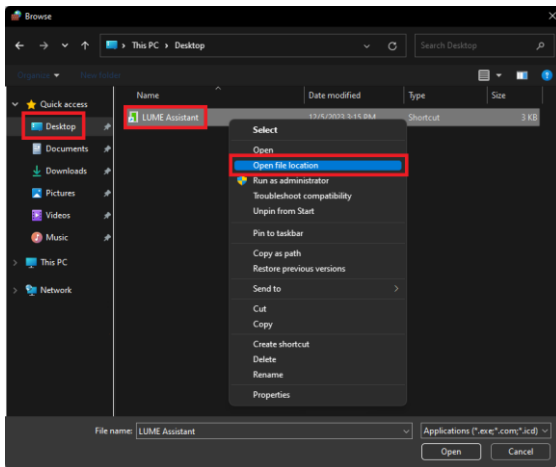 Browse
This PC > Desktop
Search Desktop
Organize
New folder
Name
Date modified
Type
Size
Quick access
Desktop
Documents
Downloads
Pictures
Videos
Music
This PC
Network
LUME Assistant
12/5/2023 3:15 PM
Shortcut
3 KB
Select
Open
Open file location
Run as administrator
Troubleshoot compatibility
Unpin from Start
Pin to taskbar
Copy as path
Restore previous versions
Send to
Cut
Copy
Create shortcut
Delete
Rename
Properties
File name: LUME Assistant
Applications (*.exe;*.com;*.icd)
Open
Cancel